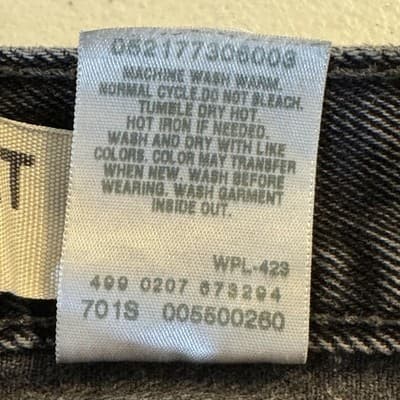 052177306003
MACHINE WASH WARM.
NORMAL CYCLE.DO NOT BLEACH.
TUMBLE DRY HOT.
HOT IRON IF NEEDED.
WASH AND DRY WITH LIKE
COLORS. COLOR MAY TRANSFER
WHEN NEW. WASH BEFORE
WEARING. WASH GARMENT
INSIDE OUT.
T
WPL-423
499 0207 673294
701S 005500260